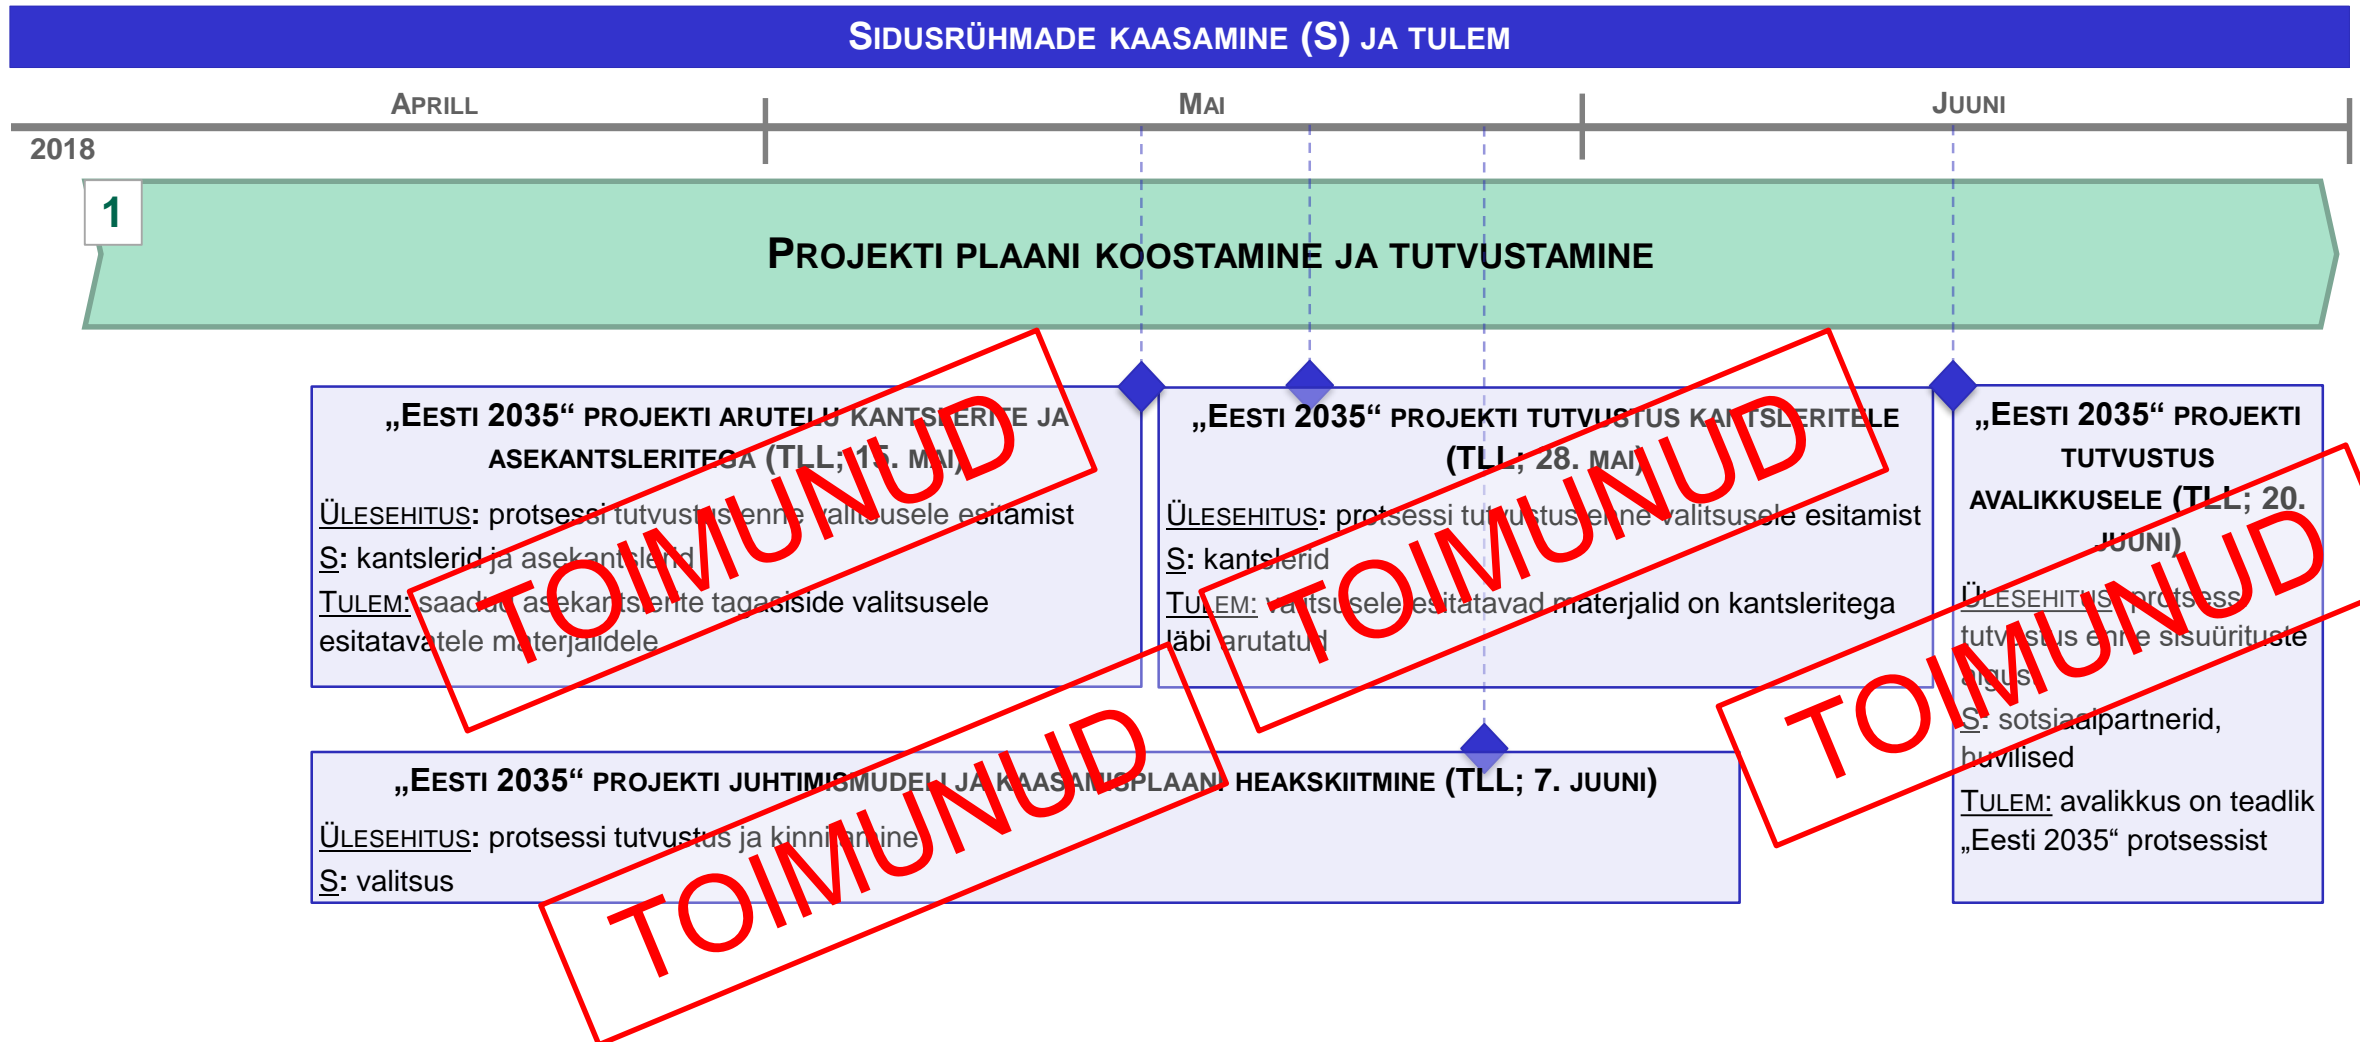 SIDUSRÜHMADE KAASAMINE (S) JA TULEM
APRILL
MAI
JUUNI
2018
1
PROJEKTI PLAANI KOOSTAMINE JA TUTVUSTAMINE
„EESTI 2035“ PROJEKTI ARUTELU KANTSLERITE JA
ASEKANTSLERITEGA (TLL; 15. MAI)
ÜLESEHITUS: protsessi tutvustus enne valitsusele esitamist
S: kantslerid ja asekantslerid
TULEM: saadud asekantslerite tagasiside valitsusele
esitatavatele materjalidele
TOIMUNUD
„EESTI 2035“ PROJEKTI TUTVUSTUS KANTSLERITELE
(TLL; 28. MAI)
ÜLESEHITUS: protsessi tutvustus enne valitsusele esitamist
S: kantslerid
TULEM: valitsusele esitatavad materjalid on kantsleritega
läbi arutatud
TOIMUNUD
„EESTI 2035“ PROJEKTI
TUTVUSTUS
AVALIKKUSELE (TLL; 20.
JUUNI)
ÜLESEHITUS: protsess
tutvustus enne sisuürituste
algust
S: sotsiaalpartnerid,
huvilised
TULEM: avalikkus on teadlik
„Eesti 2035“ protsessist
TOIMUNUD
„EESTI 2035“ PROJEKTI JUHTIMISMUDELI JA KAASAMISPLAANI HEAKSKIITMINE (TLL; 7. JUUNI)
ÜLESEHITUS: protsessi tutvustus ja kinnitamine
S: valitsus
TOIMUNUD